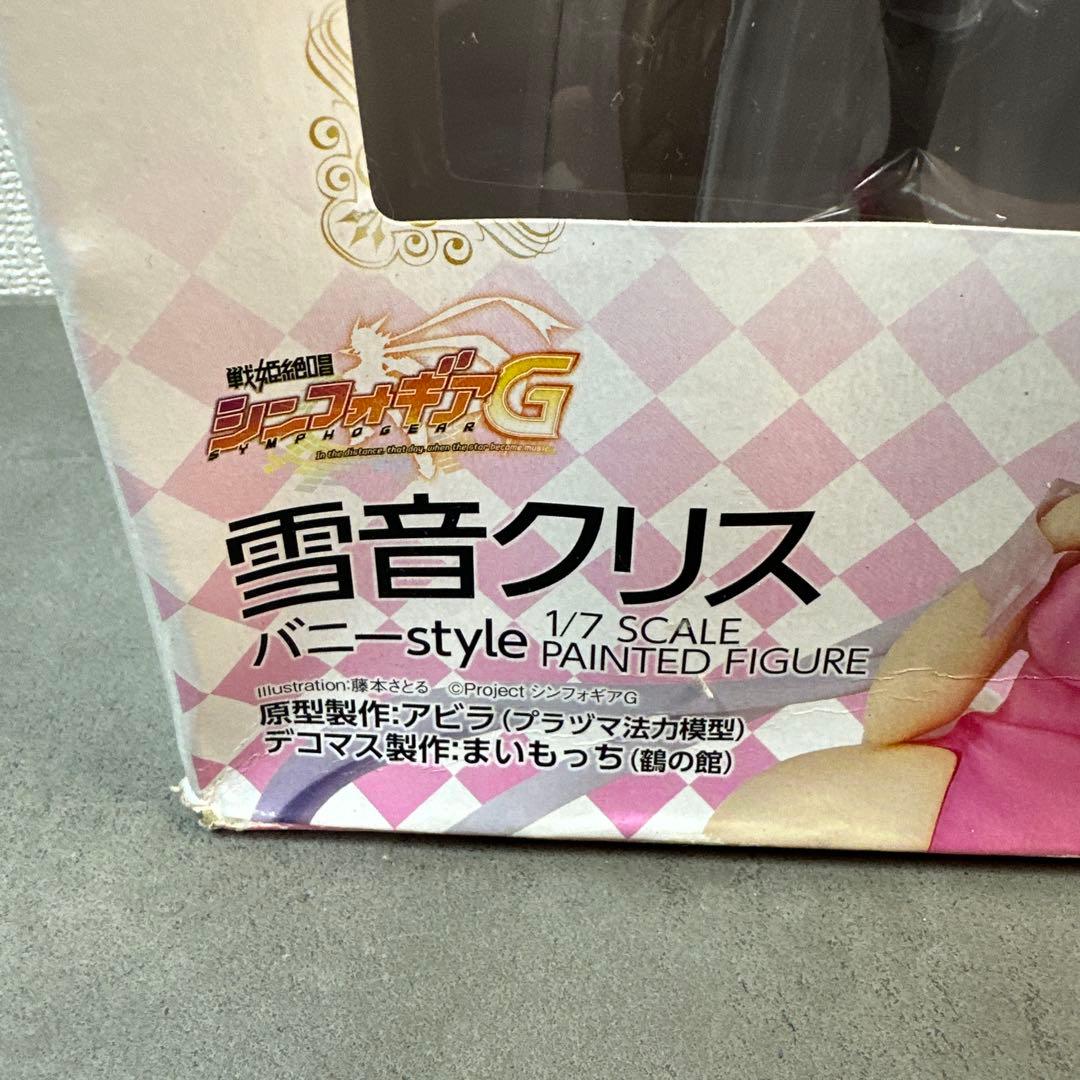 戦姫絶唱
シンフォギアG
SYMPHOGEAR
In the distance, that day, when the star became music...
雪音クリス
バニーstyle 1/7 SCALE
PAINTED FIGURE
Illustration:藤本さとる ©Project シンフォギアG
原型製作:アビラ(プラヅマ法力模型)
デコマス製作:まいもっち(鶴の館)